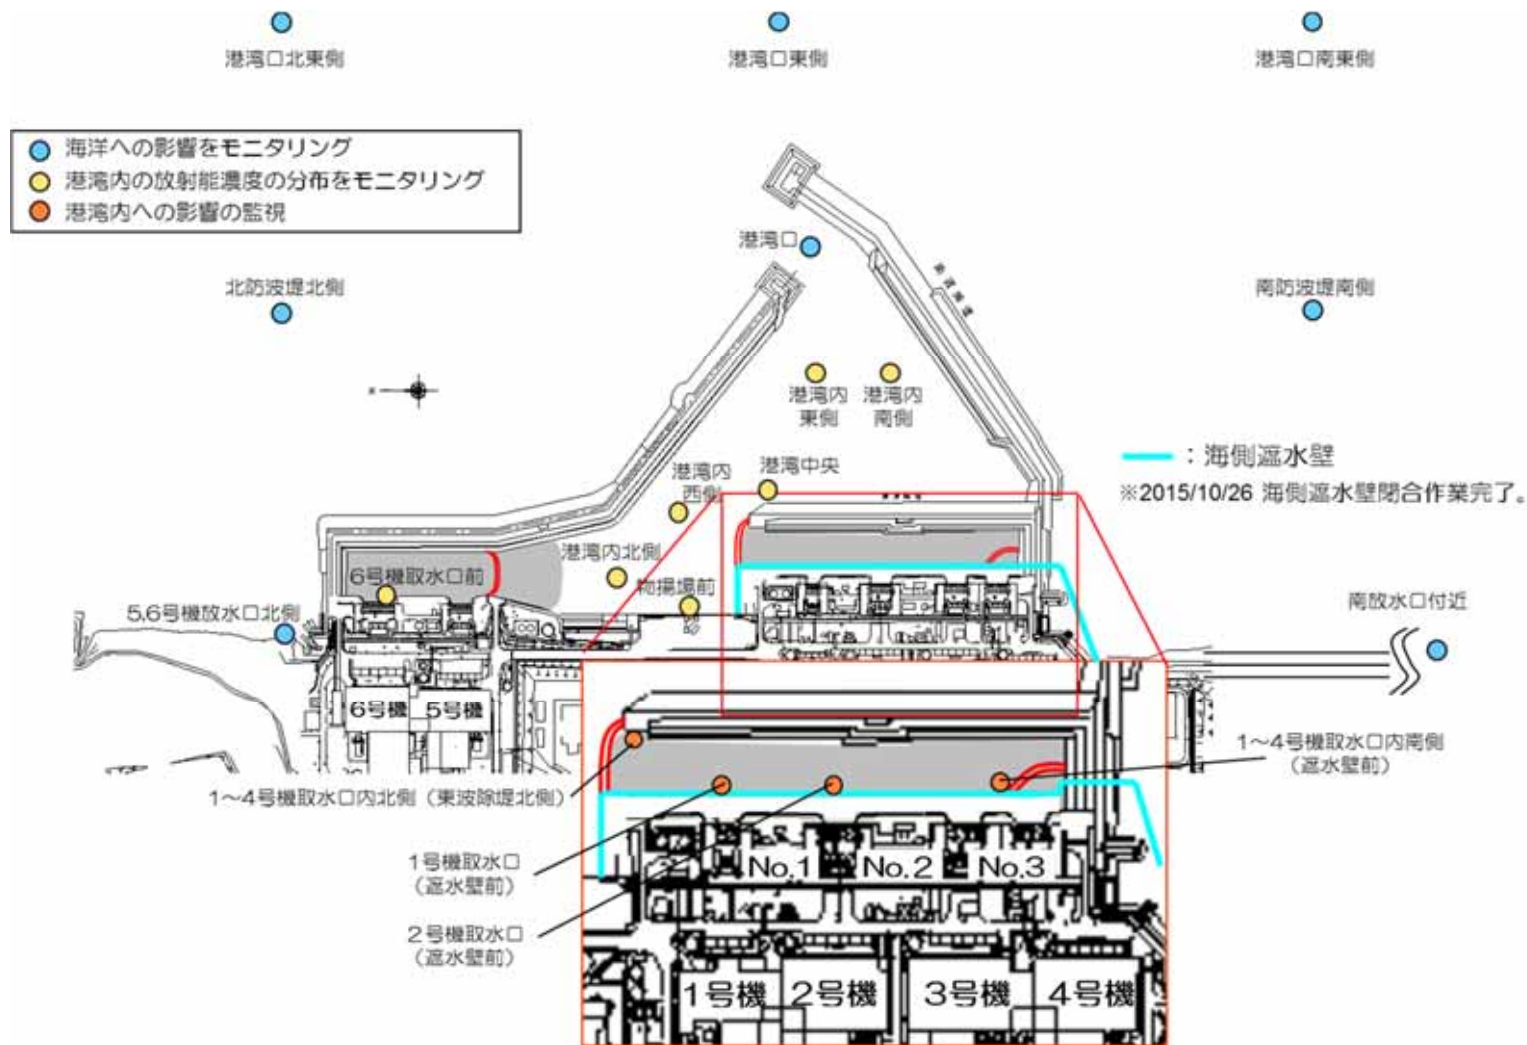 港湾口北東側
港湾口東側
港湾口南東側
海洋への影響をモニタリング
港湾内の放射能濃度の分布をモニタリング
港湾内への影響の監視
港湾口
北防波堤北側
南防波堤南側
港湾内
東側
港湾内
南側
：海側遮水壁
※2015/10/26 海側遮水壁閉合作業完了。
港湾中央
港湾内
西側
港湾内北側
物揚場前
6号機取水口前
5,6号機放水口北側
南放水口付近
6号機
5号機
1～4号機取水口内南側
（遮水壁前）
1～4号機取水口内北側（東波除堤北側）
1号機取水口
（遮水壁前）
No.1
No.2
No.3
2号機取水口
（遮水壁前）
1号機
2号機
3号機
4号機